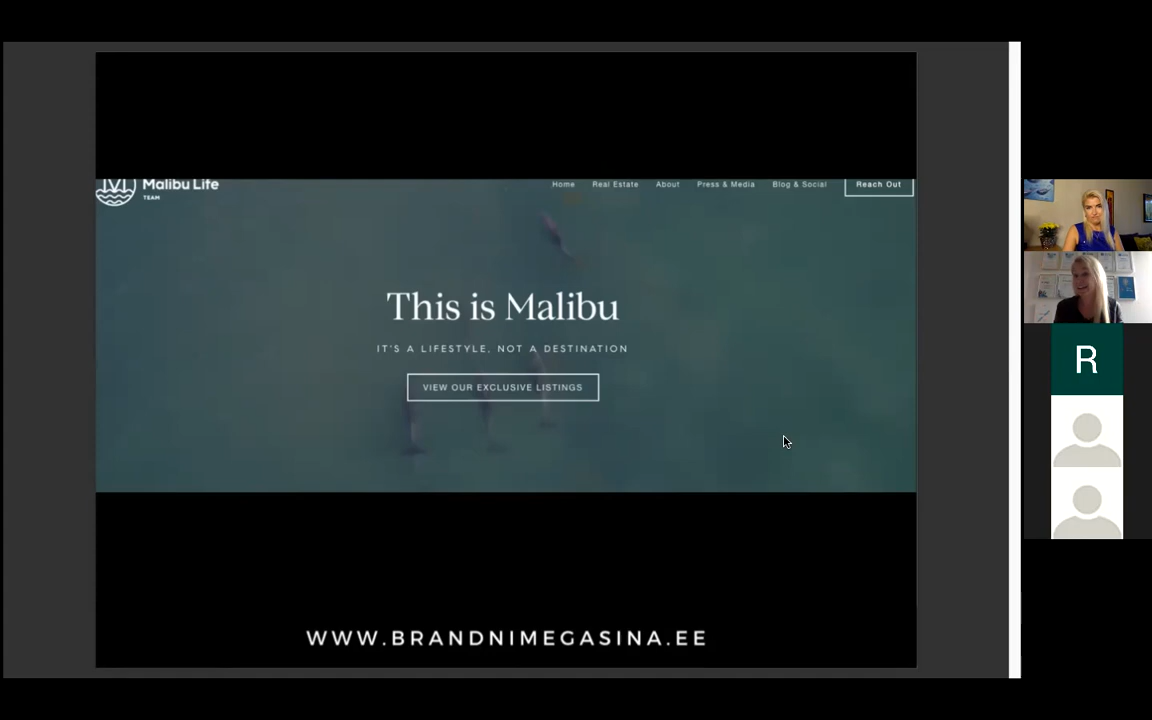 Malibu Life
TEAM
Home Real Estate About Press & Media Blog & Social Reach Out
This is Malibu
IT'S A LIFESTYLE, NOT A DESTINATION
VIEW OUR EXCLUSIVE LISTINGS
R
WWW.BRANDNIMEGASINA.EE